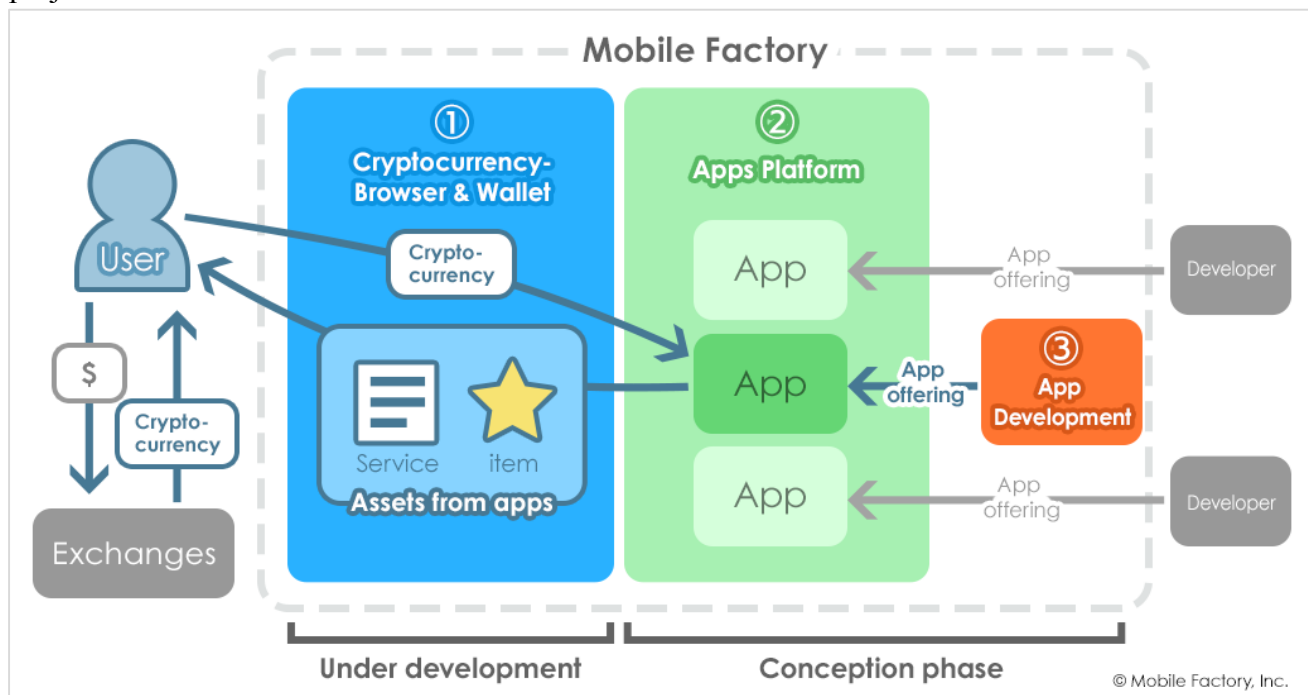 Mobile Factory
①
Cryptocurrency-
Browser & Wallet
②
Apps Platform
User
Crypto-
currency
App
App
offering
Developer
$
Crypto-
currency
Exchanges
Service
item
Assets from apps
App
App
offering
③
App
Development
App
App
offering
Developer
Under development
Conception phase
© Mobile Factory, Inc.